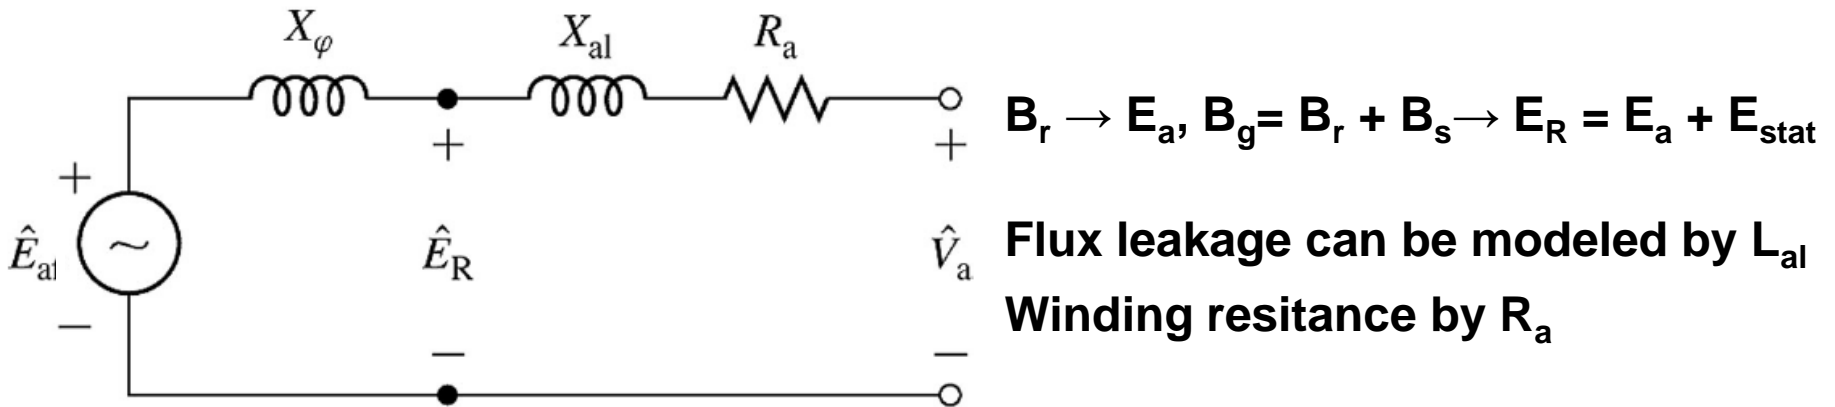 X_φ X_al R_a
+ + +
Ê_af Ê_R V̂_a
− − −
B_r → E_a, B_g= B_r + B_s→ E_R = E_a + E_stat
Flux leakage can be modeled by L_al
Winding resitance by R_a